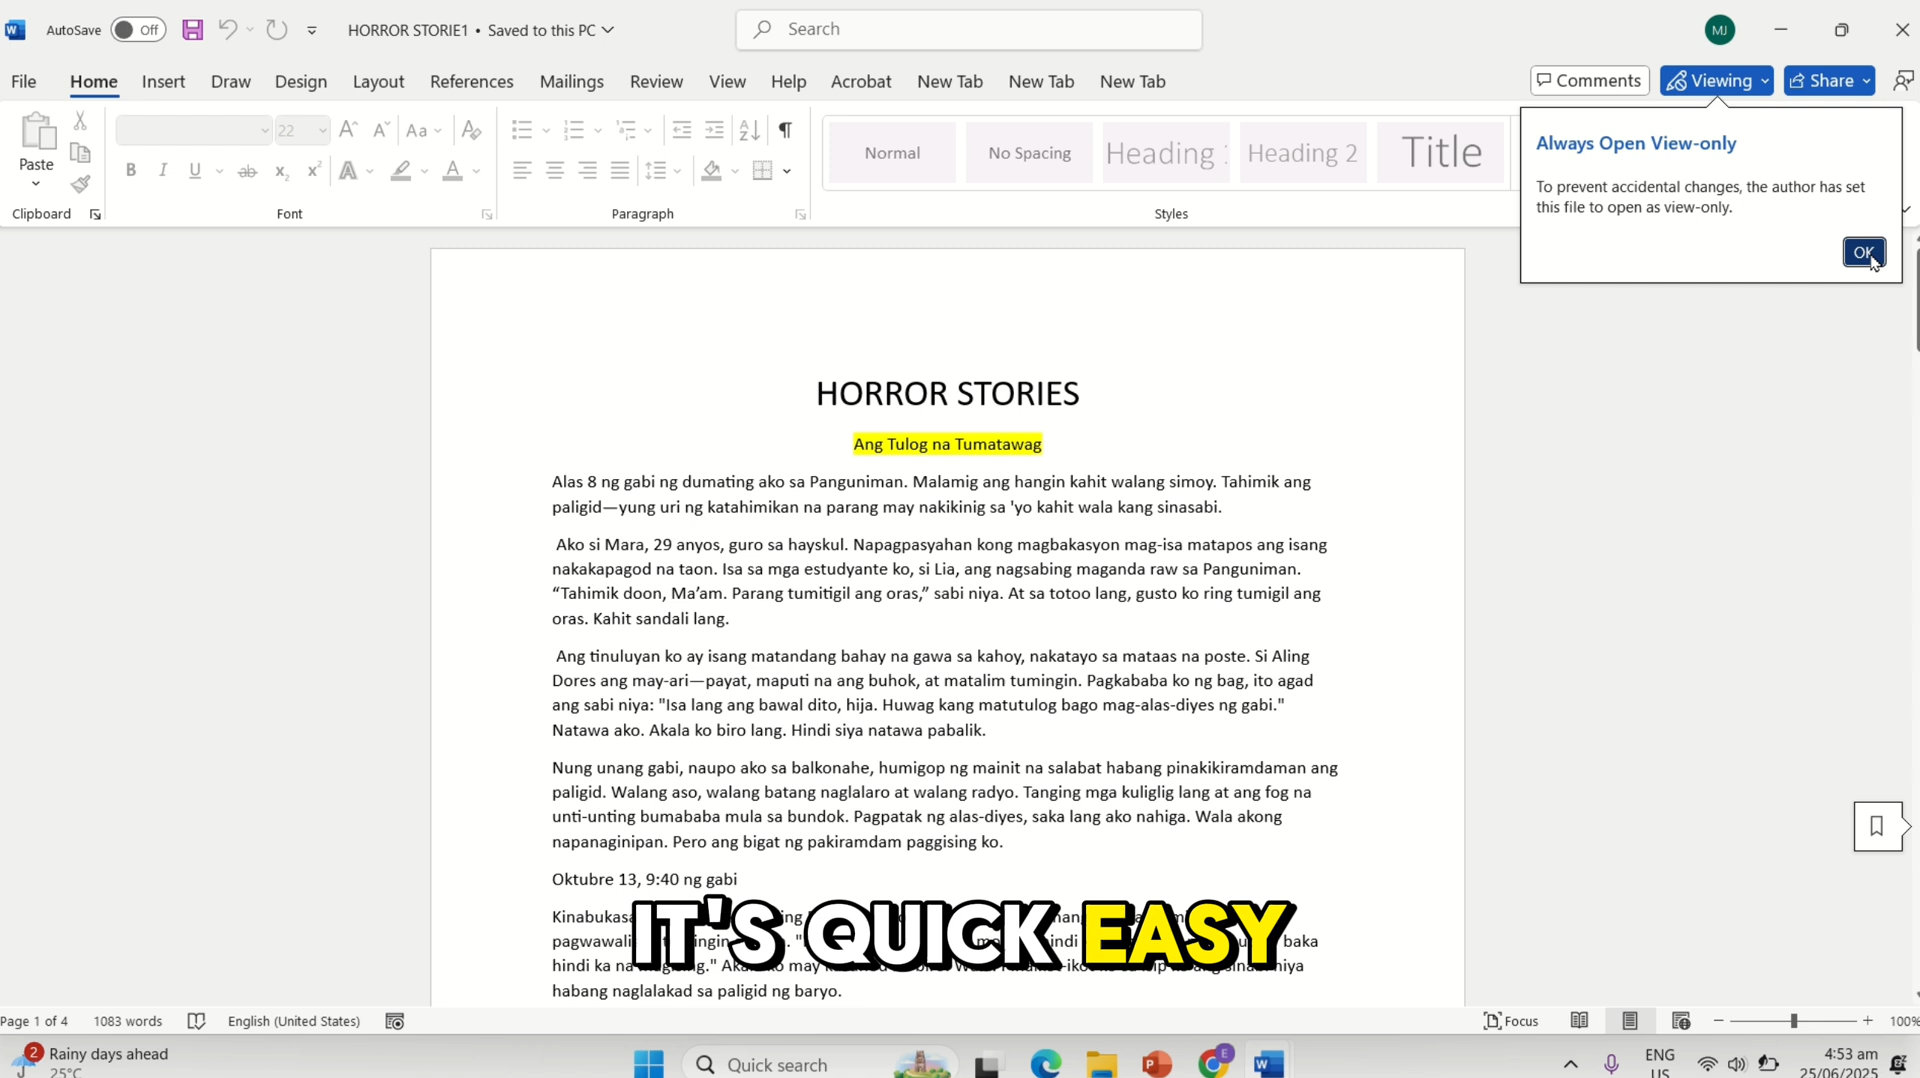 AutoSave Off HORROR STORIE1 • Saved to this PC Search MJ
File Home Insert Draw Design Layout References Mailings Review View Help Acrobat New Tab New Tab New Tab Comments Viewing Share
Paste
Clipboard
22
Aa
B I U ab x₂ x² A A
Font
Paragraph
Normal No Spacing Heading Heading 2 Title
Styles
Always Open View-only
To prevent accidental changes, the author has set
this file to open as view-only.
OK
HORROR STORIES
Ang Tulog na Tumatawag
Alas 8 ng gabi ng dumating ako sa Panguniman. Malamig ang hangin kahit walang simoy. Tahimik ang
paligid—yung uri ng katahimikan na parang may nakikinig sa 'yo kahit wala kang sinasabi.
Ako si Mara, 29 anyos, guro sa hayskul. Napagpasyahan kong magbakasyon mag-isa matapos ang isang
nakakapagod na taon. Isa sa mga estudyante ko, si Lia, ang nagsabing maganda raw sa Panguniman.
“Tahimik doon, Ma’am. Parang tumitigil ang oras,” sabi niya. At sa totoo lang, gusto ko ring tumigil ang
oras. Kahit sandali lang.
Ang tinuluyan ko ay isang matandang bahay na gawa sa kahoy, nakatayo sa mataas na poste. Si Aling
Dores ang may-ari—payat, maputi na ang buhok, at matalim tumingin. Pagkababa ko ng bag, ito agad
ang sabi niya: "Isa lang ang bawal dito, hija. Huwag kang matutulog bago mag-alas-diyes ng gabi."
Natawa ako. Akala ko biro lang. Hindi siya natawa pabalik.
Nung unang gabi, naupo ako sa balkonahe, humigop ng mainit na salabat habang pinakikiramdaman ang
paligid. Walang aso, walang batang naglalaro at walang radyo. Tanging mga kuliglig lang at ang fog na
unti-unting bumababa mula sa bundok. Pagpatak ng alas-diyes, saka lang ako nahiga. Wala akong
napanaginipan. Pero ang bigat ng pakiramdam paggising ko.
Oktubre 13, 9:40 ng gabi
IT'S QUICK EASY
baka
hindi ka na
niya
habang naglalakad sa paligid ng baryo.
Page 1 of 4 1083 words English (United States) Focus 100%
2 Rainy days ahead
25°C
Quick search
E
ENG
US
4:53 am
25/06/2025